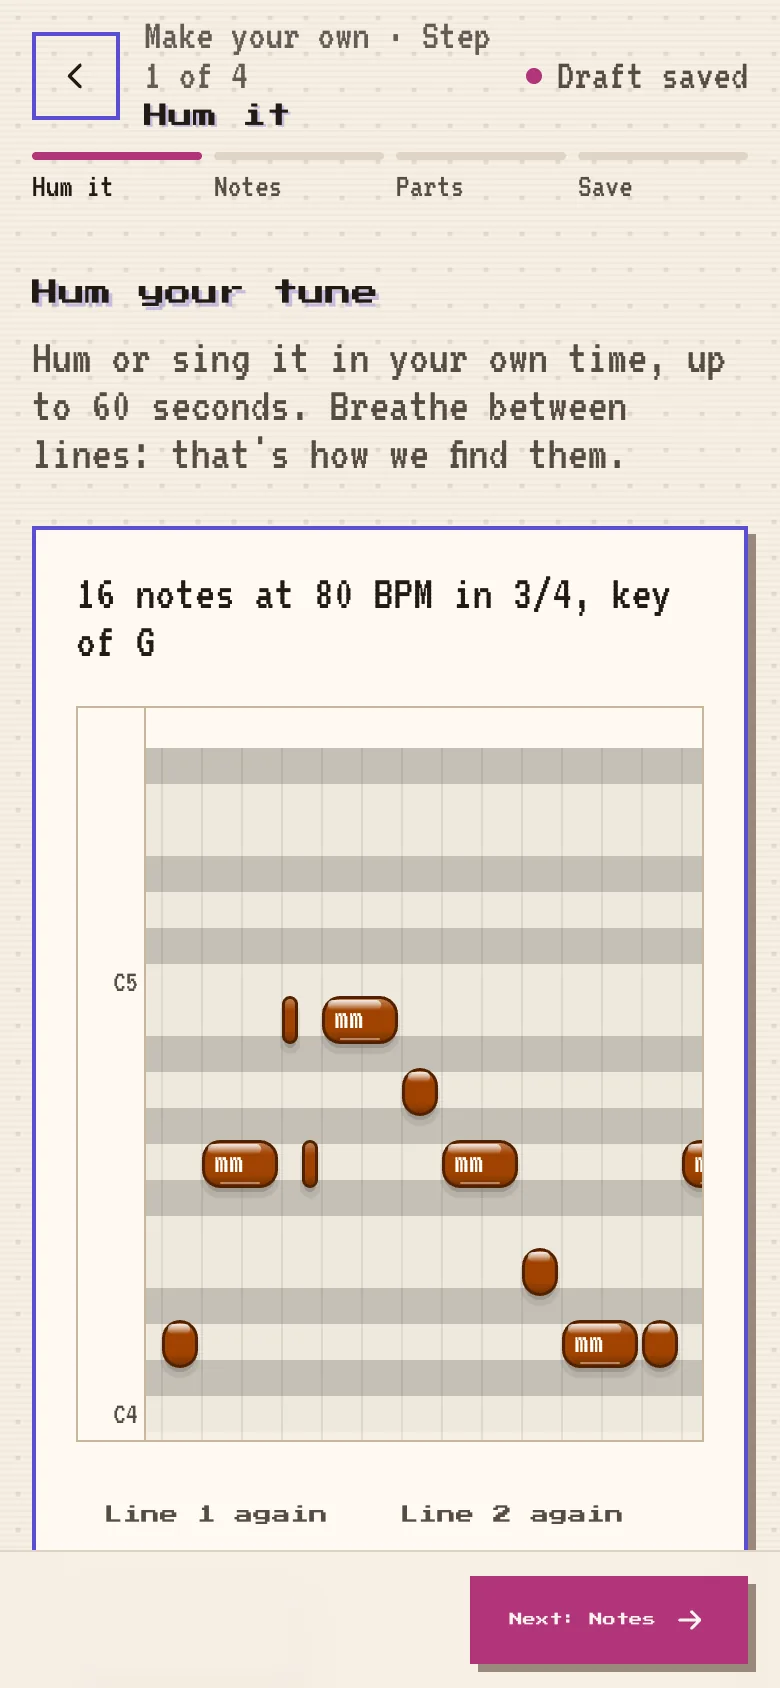 Make your own · Step
1 of 4
Hum it
Draft saved
Hum it
Notes
Parts
Save
Hum your tune
Hum or sing it in your own time, up
to 60 seconds. Breathe between
lines: that's how we find them.
16 notes at 80 BPM in 3/4, key
of G
C5
mm
mm
mm
mm
C4
Line 1 again
Line 2 again
Next: Notes